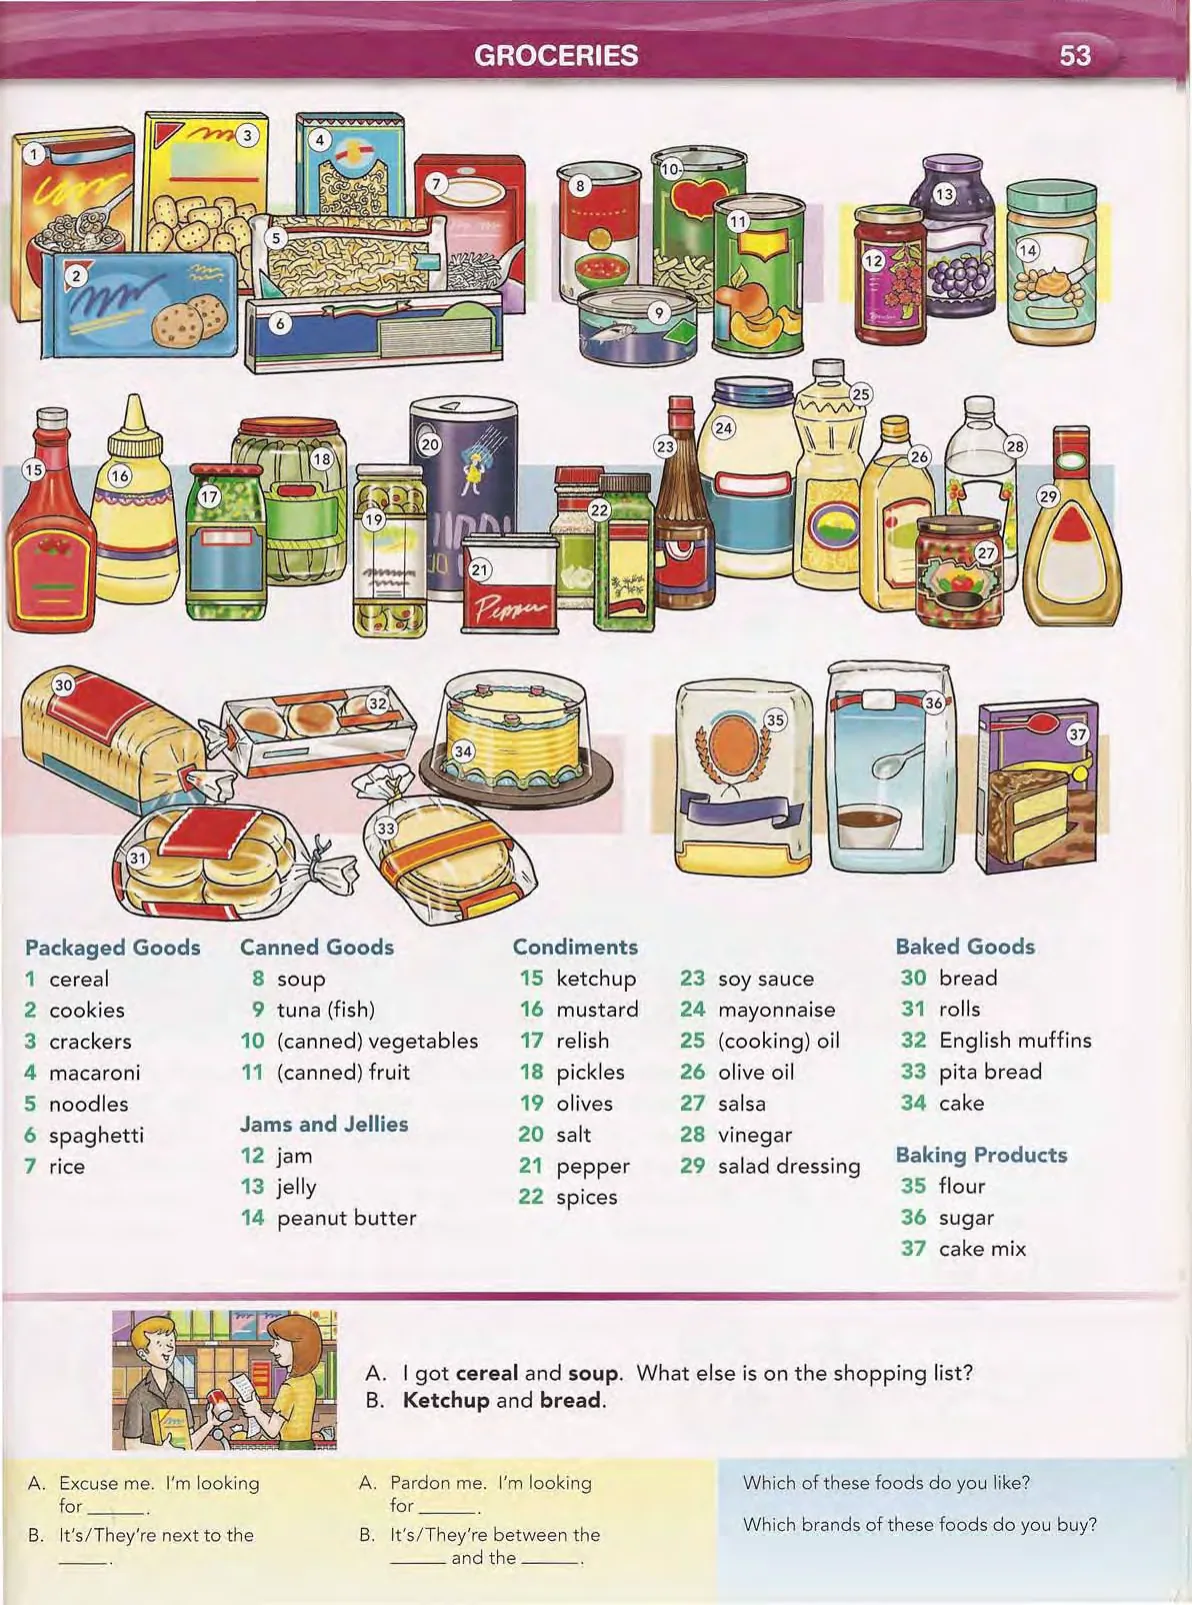 GROCERIES
53
1
2
3
4
5
6
7
8
9
10
11
12
13
14
15
16
17
18
19
20
21
Pepper
22
23
24
25
26
27
28
29
30
31
32
33
34
35
36
37
Packaged Goods
1 cereal
2 cookies
3 crackers
4 macaroni
5 noodles
6 spaghetti
7 rice
Canned Goods
8 soup
9 tuna (fish)
10 (canned) vegetables
11 (canned) fruit
Jams and Jellies
12 jam
13 jelly
14 peanut butter
Condiments
15 ketchup
16 mustard
17 relish
18 pickles
19 olives
20 salt
21 pepper
22 spices
23 soy sauce
24 mayonnaise
25 (cooking) oil
26 olive oil
27 salsa
28 vinegar
29 salad dressing
Baked Goods
30 bread
31 rolls
32 English muffins
33 pita bread
34 cake
Baking Products
35 flour
36 sugar
37 cake mix
A. I got cereal and soup. What else is on the shopping list?
B. Ketchup and bread.
A. Excuse me. I'm looking
for _____.
B. It's/They're next to the
_____.
A. Pardon me. I'm looking
for _____.
B. It's/They're between the
_____ and the _____.
Which of these foods do you like?
Which brands of these foods do you buy?